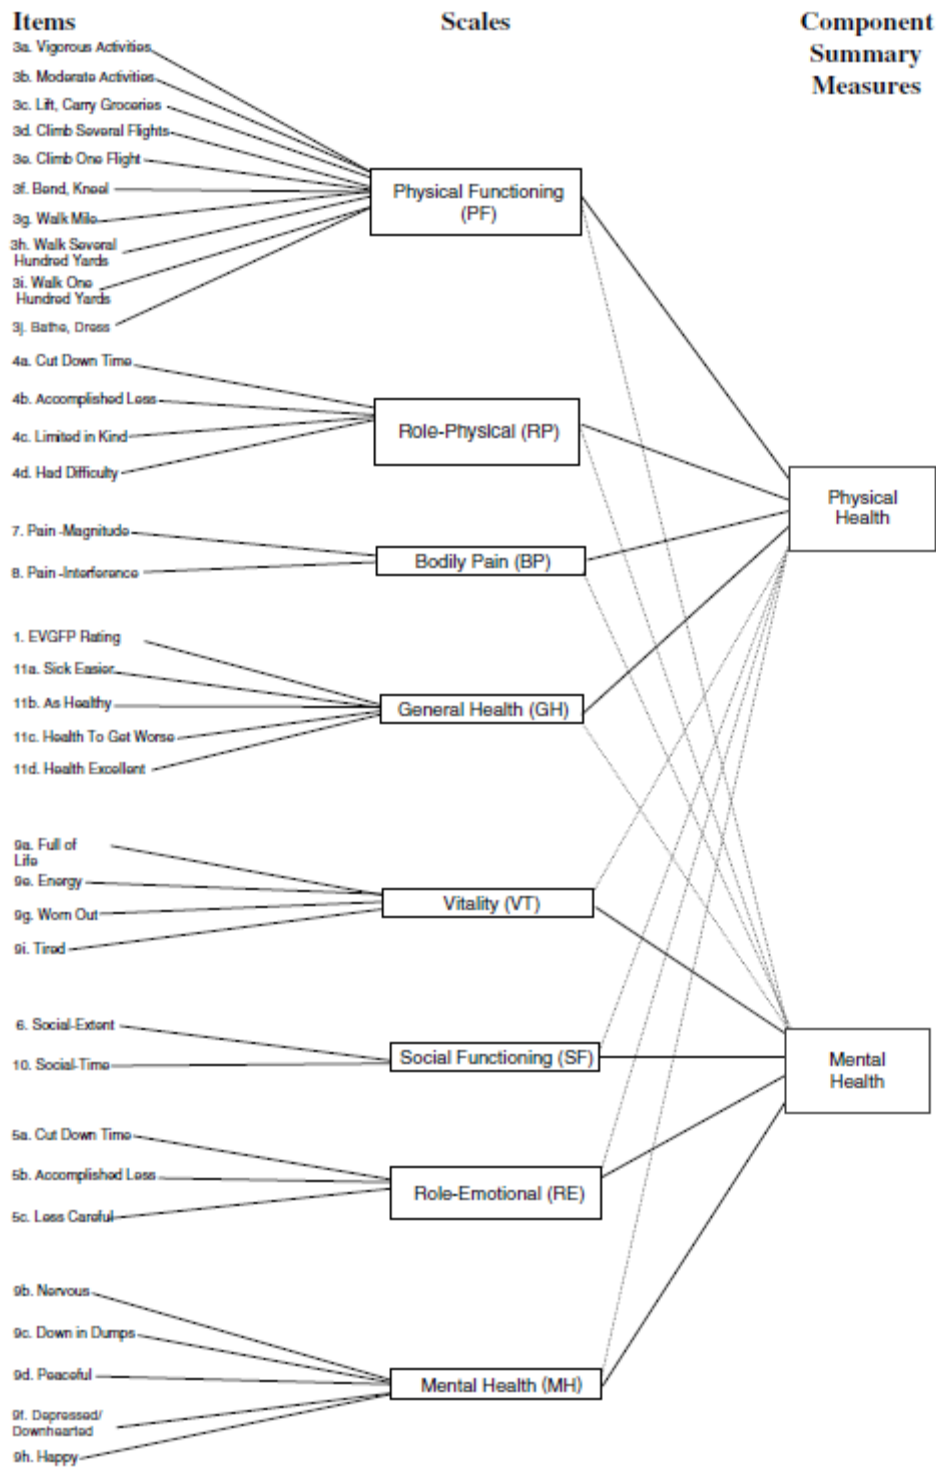 Items
Scales
Component
Summary
Measures
3a. Vigorous Activities
3b. Moderate Activities
3c. Lift, Carry Groceries
3d. Climb Several Flights
3e. Climb One Flight
3f. Bend, Kneel
3g. Walk Mile
3h. Walk Several
Hundred Yards
3i. Walk One
Hundred Yards
3j. Bathe, Dress
Physical Functioning
(PF)
4a. Cut Down Time
4b. Accomplished Less
4c. Limited in Kind
4d. Had Difficulty
Role-Physical (RP)
Physical
Health
7. Pain -Magnitude
8. Pain -Interference
Bodily Pain (BP)
1. EVGFP Rating
11a. Sick Easier
11b. As Healthy
11c. Health To Get Worse
11d. Health Excellent
General Health (GH)
9a. Full of
Life
9e. Energy
9g. Worn Out
9i. Tired
Vitality (VT)
6. Social-Extent
10. Social-Time
Social Functioning (SF)
Mental
Health
5a. Cut Down Time
5b. Accomplished Less
5c. Less Careful
Role-Emotional (RE)
9b. Nervous
9c. Down in Dumps
9d. Peaceful
9f. Depressed/
Downhearted
9h. Happy
Mental Health (MH)